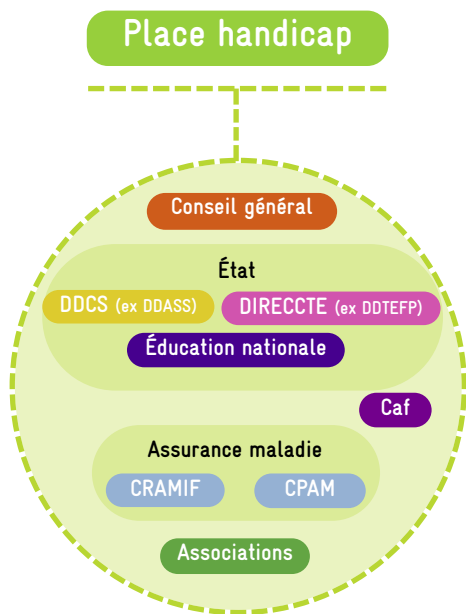 Place handicap
Conseil général
État
DDCS (ex DDASS)
DIRECCTE (ex DDTEFP)
Éducation nationale
Caf
Assurance maladie
CRAMIF
CPAM
Associations